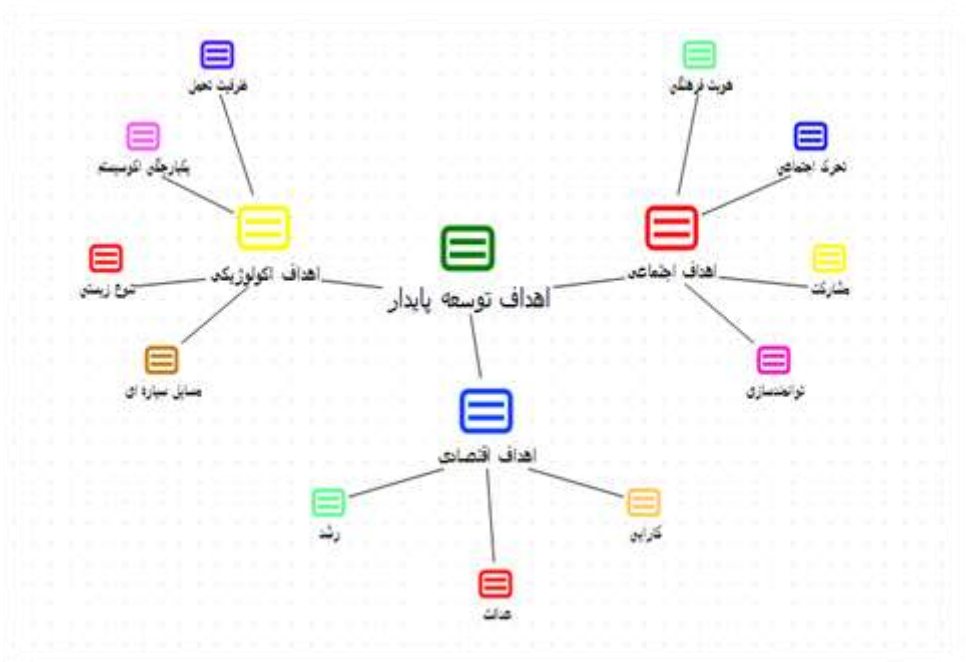 هویت فرهنگی
ظرفیت تحمل
تحرک اجتماعی
یکپارچگی اکوسیستم
اهداف اجتماعی
اهداف اکولوژیکی
مشارکت
تنوع زیستی
اهداف توسعه پایدار
توانمندسازی
مسایل سیاره ای
اهداف اقتصادی
کارایی
رشد
عدالت